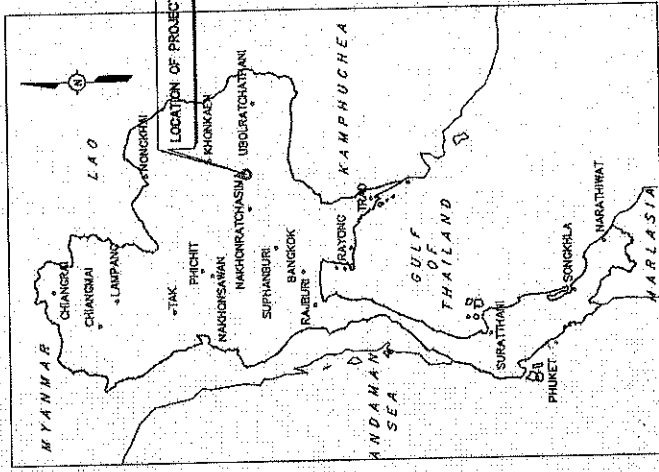 MYANMAR
CHIANGRAI
CHIANGMAI
LAMPANG
LAO
N
NONGKHAI
LOCATION OF PROJECT
TAK
PHICHIT
KHONKAEN
NAKHONSAWAN
NAKHONRATCHASIMA
UBOLRATCHATHANI
SUPHANBURI
BANGKOK
RAJBURI
RAYONG
TRAD
KAMPHUCHEA
ANDAMAN
SEA
GULF
OF
THAILAND
SURATTHANI
PHUKET
SONGKHLA
NARATHIWAT
MARLASIA